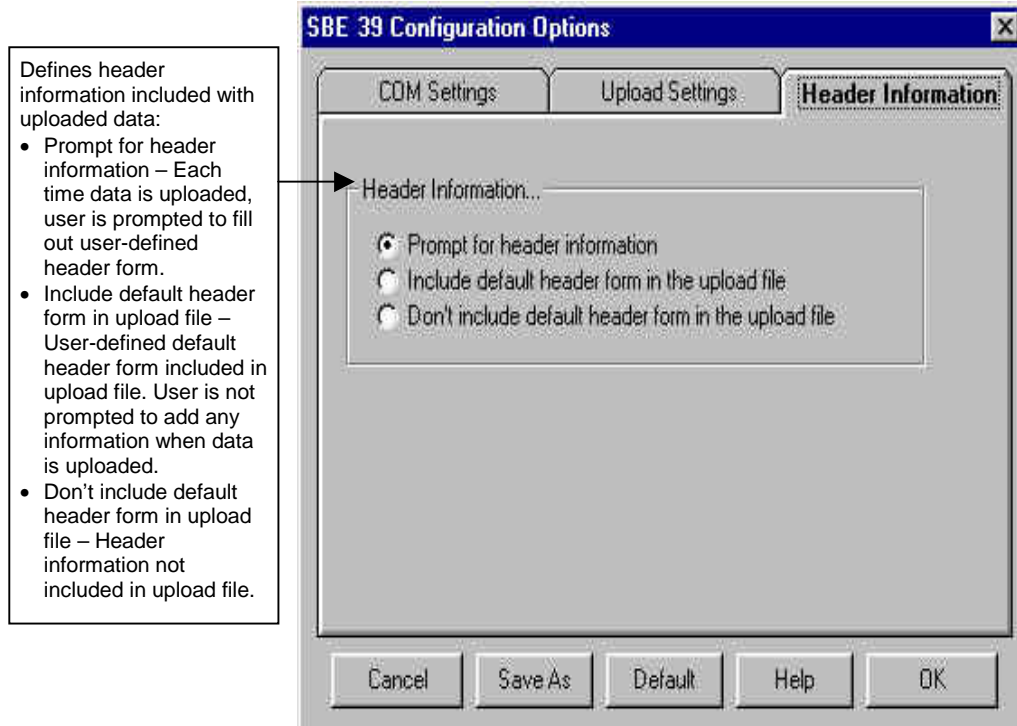 Defines header
information included with
uploaded data:
• Prompt for header
information – Each
time data is uploaded,
user is prompted to fill
out user-defined
header form.
• Include default header
form in upload file –
User-defined default
header form included in
upload file. User is not
prompted to add any
information when data
is uploaded.
• Don’t include default
header form in upload
file – Header
information not
included in upload file.
SBE 39 Configuration Options
COM Settings
Upload Settings
Header Information
Header Information...
Prompt for header information
Include default header form in the upload file
Don't include default header form in the upload file
Cancel
Save As
Default
Help
OK